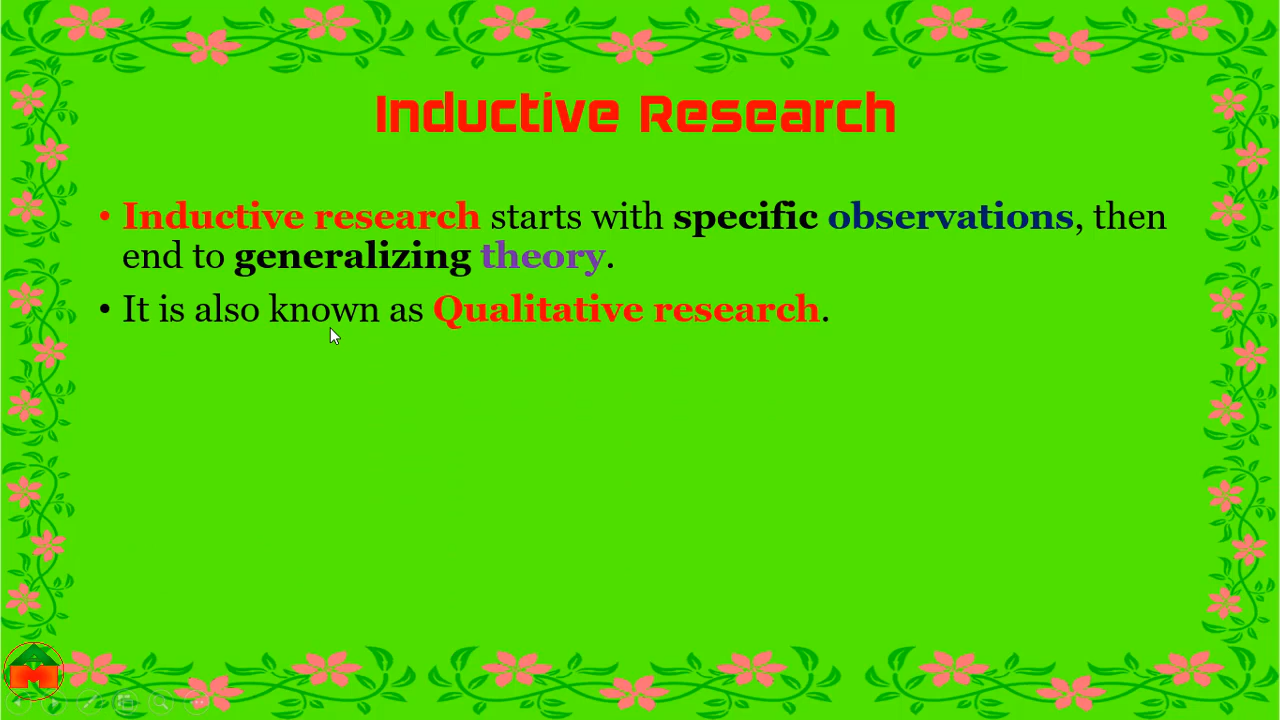 Inductive Research
• Inductive research starts with specific observations, then
end to generalizing theory.
• It is also known as Qualitative research.
M